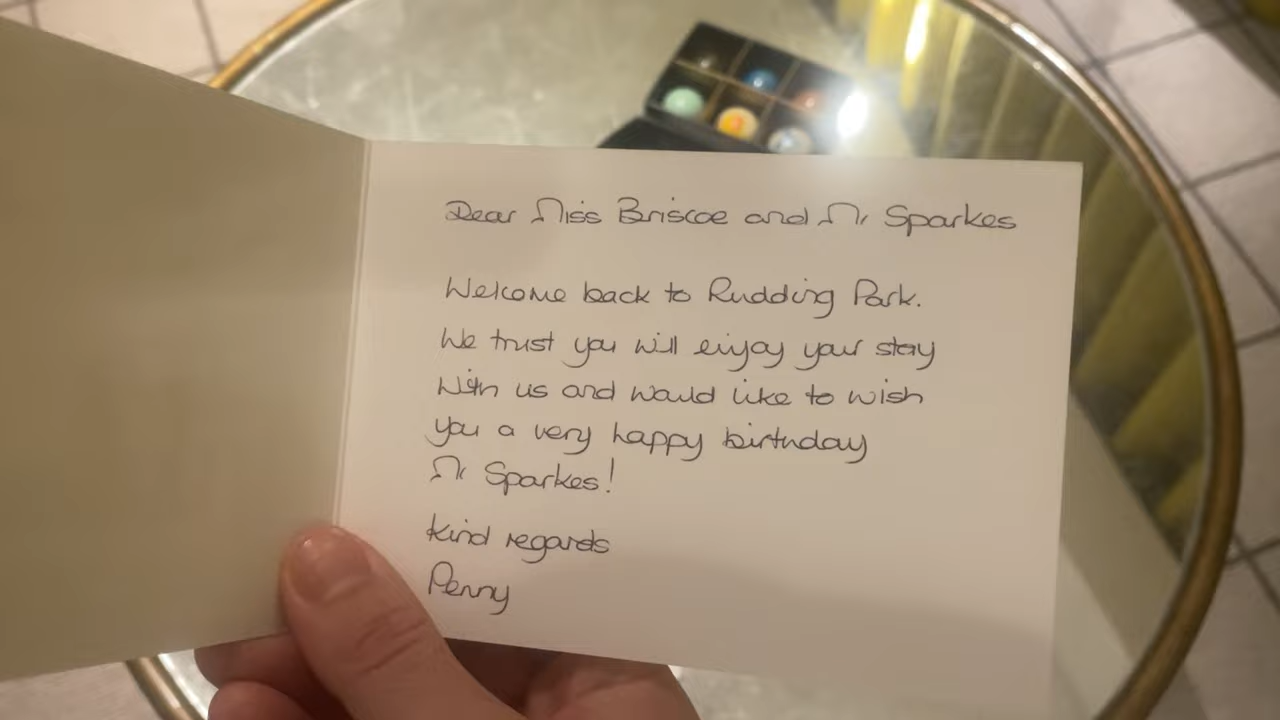 Dear Miss Briscoe and Mr Sparkes
Welcome back to Rudding Park.
We trust you will enjoy your stay
with us and would like to wish
you a very happy birthday
Mr Sparkes!
Kind regards
Penny